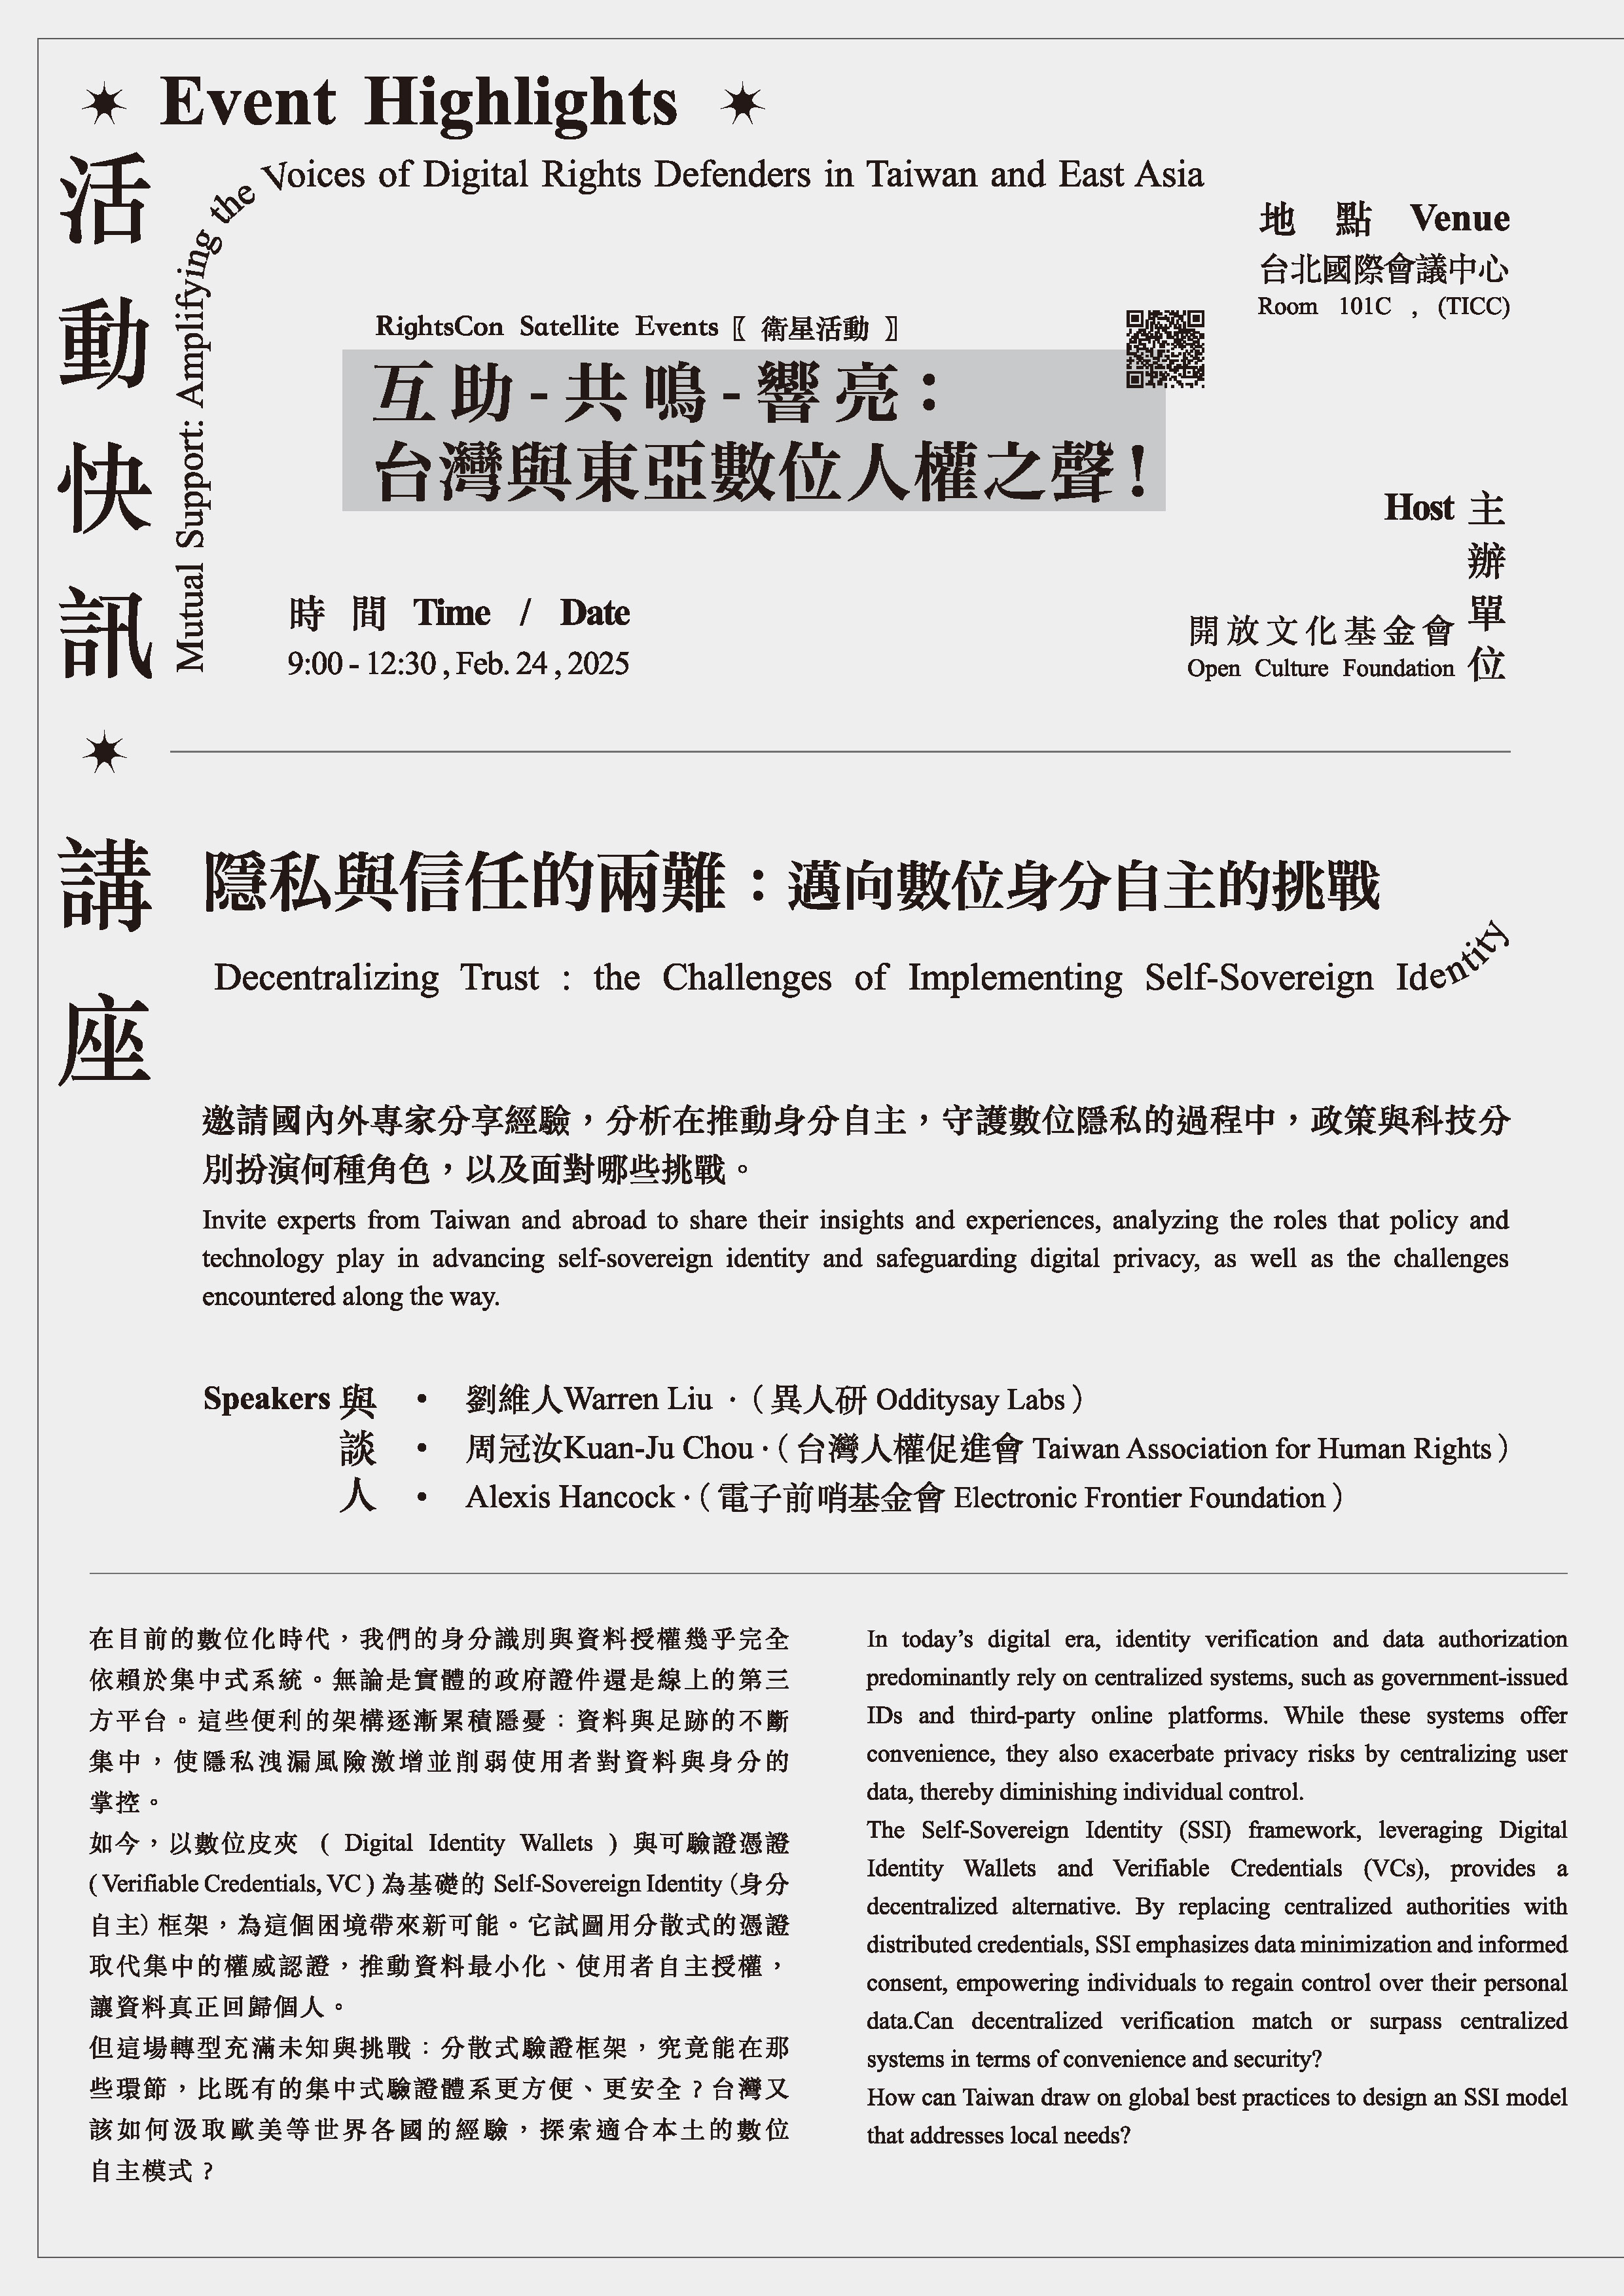 Event Highlights
活動快訊
講座
Mutual Support: Amplifying the Voices of Digital Rights Defenders in Taiwan and East Asia
地點 Venue
台北國際會議中心
Room 101C , (TICC)
RightsCon Satellite Events〖 衛星活動 〗
互助-共鳴-響亮：
台灣與東亞數位人權之聲！
Host 主辦單位
開放文化基金會
Open Culture Foundation
時間 Time / Date
9:00 - 12:30 , Feb. 24 , 2025
隱私與信任的兩難：邁向數位身分自主的挑戰
Decentralizing Trust : the Challenges of Implementing Self-Sovereign Identity
邀請國內外專家分享經驗，分析在推動身分自主，守護數位隱私的過程中，政策與科技分
別扮演何種角色，以及面對哪些挑戰。
Invite experts from Taiwan and abroad to share their insights and experiences, analyzing the roles that policy and
technology play in advancing self-sovereign identity and safeguarding digital privacy, as well as the challenges
encountered along the way.
Speakers 與談人
• 劉維人Warren Liu ·（異人研 Odditysay Labs）
• 周冠汝Kuan-Ju Chou ·（台灣人權促進會 Taiwan Association for Human Rights）
• Alexis Hancock ·（電子前哨基金會 Electronic Frontier Foundation）
在目前的數位化時代，我們的身分識別與資料授權幾乎完全
依賴於集中式系統。無論是實體的政府證件還是線上的第三
方平台。這些便利的架構逐漸累積隱憂：資料與足跡的不斷
集中，使隱私洩漏風險激增並削弱使用者對資料與身分的
掌控。
如今，以數位皮夾 （ Digital Identity Wallets ) 與可驗證憑證
( Verifiable Credentials, VC ) 為基礎的 Self-Sovereign Identity（身分
自主）框架，為這個困境帶來新可能。它試圖用分散式的憑證
取代集中的權威認證，推動資料最小化、使用者自主授權，
讓資料真正回歸個人。
但這場轉型充滿未知與挑戰：分散式驗證框架，究竟能在那
些環節，比既有的集中式驗證體系更方便、更安全？台灣又
該如何汲取歐美等世界各國的經驗，探索適合本土的數位
自主模式？
In today’s digital era, identity verification and data authorization
predominantly rely on centralized systems, such as government-issued
IDs and third-party online platforms. While these systems offer
convenience, they also exacerbate privacy risks by centralizing user
data, thereby diminishing individual control.
The Self-Sovereign Identity (SSI) framework, leveraging Digital
Identity Wallets and Verifiable Credentials (VCs), provides a
decentralized alternative. By replacing centralized authorities with
distributed credentials, SSI emphasizes data minimization and informed
consent, empowering individuals to regain control over their personal
data.Can decentralized verification match or surpass centralized
systems in terms of convenience and security?
How can Taiwan draw on global best practices to design an SSI model
that addresses local needs?